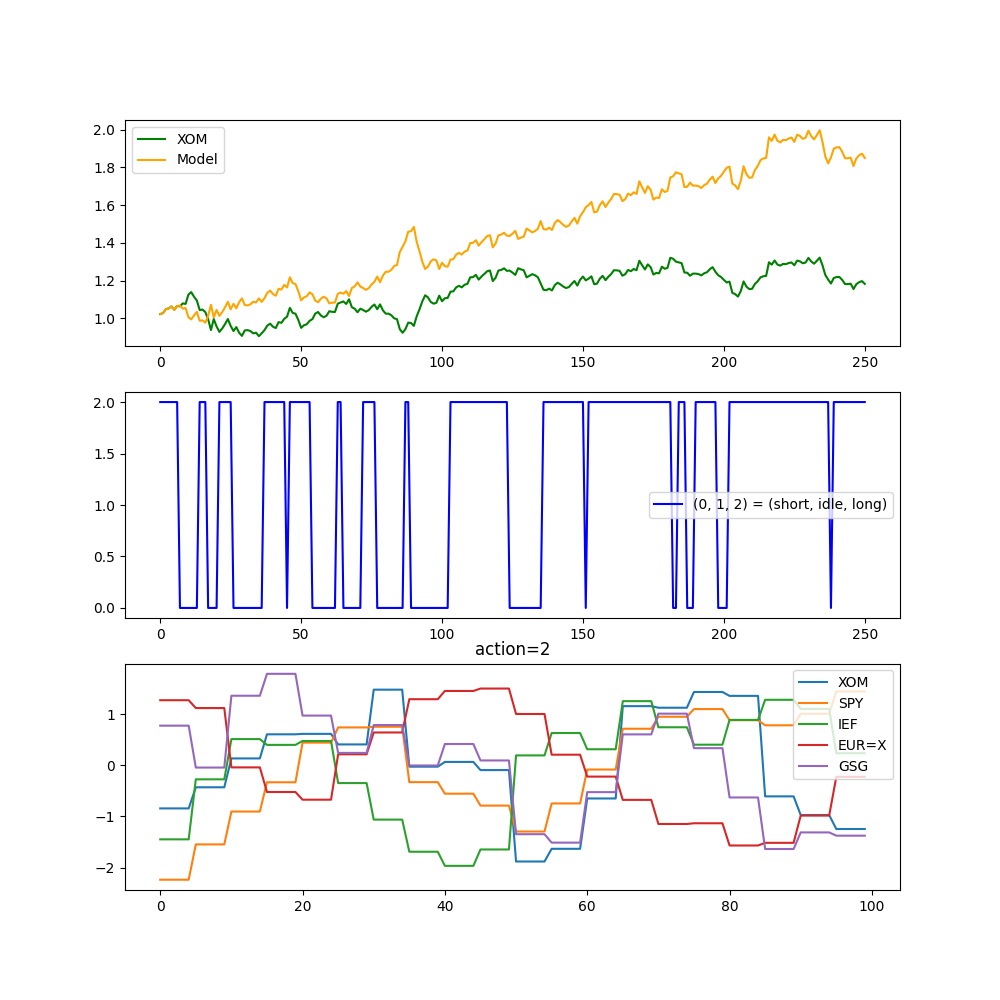 2.0
1.8
1.6
1.4
1.2
1.0
XOM
Model
0 50 100 150 200 250
2.0
1.5
1.0
0.5
0.0
(0, 1, 2) = (short, idle, long)
0 50 100 150 200 250
action=2
1
0
−1
−2
XOM
SPY
IEF
EUR=X
GSG
0 20 40 60 80 100